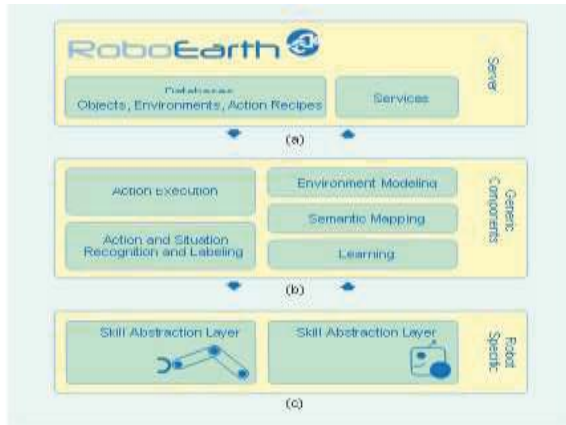 RoboEarth
Databases
Objects, Environments, Action Recipes
Services
Server
(a)
Action Execution
Action and Situation
Recognition and Labeling
Environment Modeling
Semantic Mapping
Learning
Generic
Components
(b)
Skill Abstraction Layer
Skill Abstraction Layer
Robot
Specific
(c)